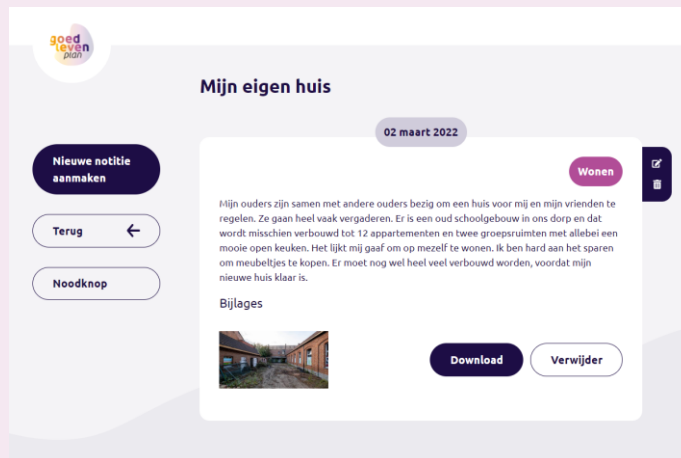 goed
leven
plan
Mijn eigen huis
02 maart 2022
Nieuwe notitie
aanmaken
Terug
Noodknop
Wonen
Mijn ouders zijn samen met andere ouders bezig om een huis voor mij en mijn vrienden te
regelen. Ze gaan heel vaak vergaderen. Er is een oud schoolgebouw in ons dorp en dat
wordt misschien verbouwd tot 12 appartementen en twee groepsruimten met allebei een
mooie open keuken. Het lijkt mij gaaf om op mezelf te wonen. Ik ben hard aan het sparen
om meubeltjes te kopen. Er moet nog wel heel veel verbouwd worden, voordat mijn
nieuwe huis klaar is.
Bijlages
Download
Verwijder